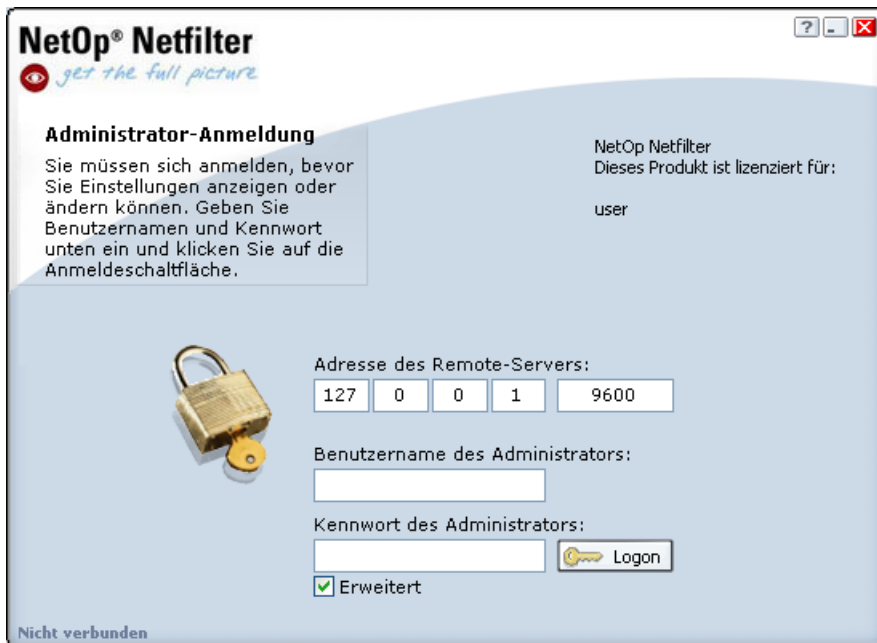 NetOp® Netfilter
get the full picture
Administrator-Anmeldung
Sie müssen sich anmelden, bevor
Sie Einstellungen anzeigen oder
ändern können. Geben Sie
Benutzernamen und Kennwort
unten ein und klicken Sie auf die
Anmeldeschaltfläche.
NetOp Netfilter
Dieses Produkt ist lizenziert für:
user
Adresse des Remote-Servers:
127 0 0 1 9600
Benutzername des Administrators:
Kennwort des Administrators:
Logon
Erweitert
Nicht verbunden